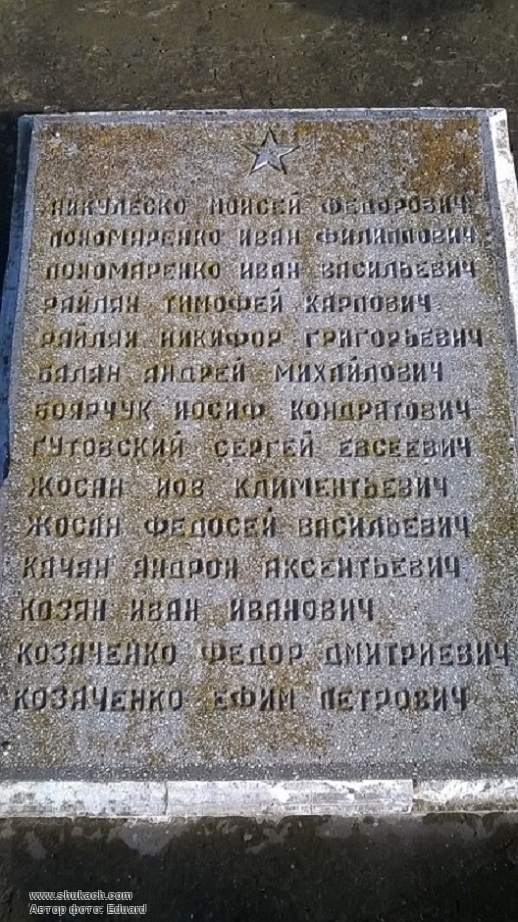 НИКУЛЕСКО МОИСЕЙ ФЕДОРОВИЧ
ПОНОМАРЕНКО ИВАН ФИЛИППОВИЧ
ПОНОМАРЕНКО ИВАН ВАСИЛЬЕВИЧ
РАЙЛЯН ТИМОФЕЙ КАРПОВИЧ
РАЙЛЯН НИКИФОР ГРИГОРЬЕВИЧ
БАЛАН АНДРЕЙ МИХАЙЛОВИЧ
БОЯРЧУК ИОСИФ КОНДРАТОВИЧ
ГУТОВСКИЙ СЕРГЕЙ ЕВСЕЕВИЧ
ЖОСАН ИОВ КЛИМЕНТЬЕВИЧ
ЖОСАН ФЕДОСЕЙ ВАСИЛЬЕВИЧ
КАЧАН АНДРОН АКСЕНТЬЕВИЧ
КОЗЯН ИВАН ИВАНОВИЧ
КОЗАЧЕНКО ФЕДОР ДМИТРИЕВИЧ
КОЗАЧЕНКО ЕФИМ ПЕТРОВИЧ
www.shukach.com
Автор фото: Eduard